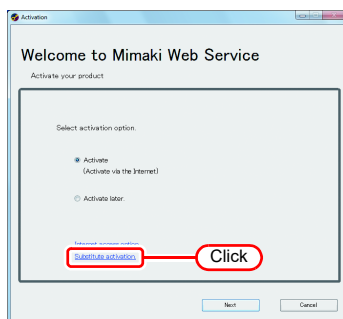 Activation
Welcome to Mimaki Web Service
Activate your product
Select activation option.
Activate
(Activate via the Internet)
Activate later.
Internet access option
Substitute activation.
Click
Next
Cancel